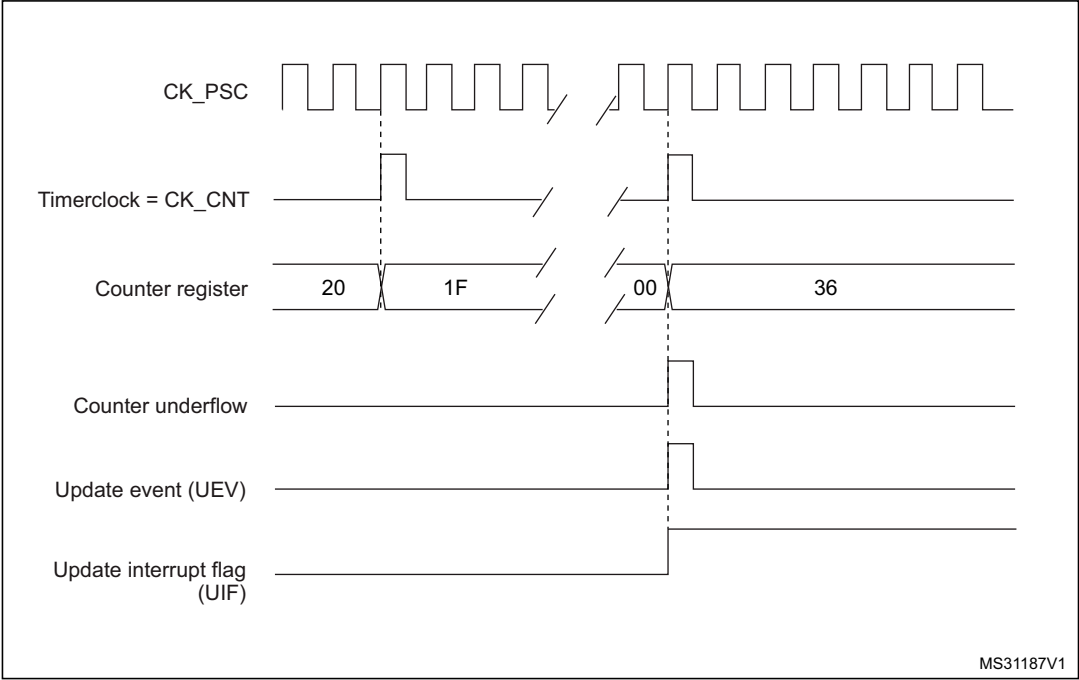 CK_PSC
Timerclock = CK_CNT
Counter register
20
1F
00
36
Counter underflow
Update event (UEV)
Update interrupt flag
(UIF)
MS31187V1